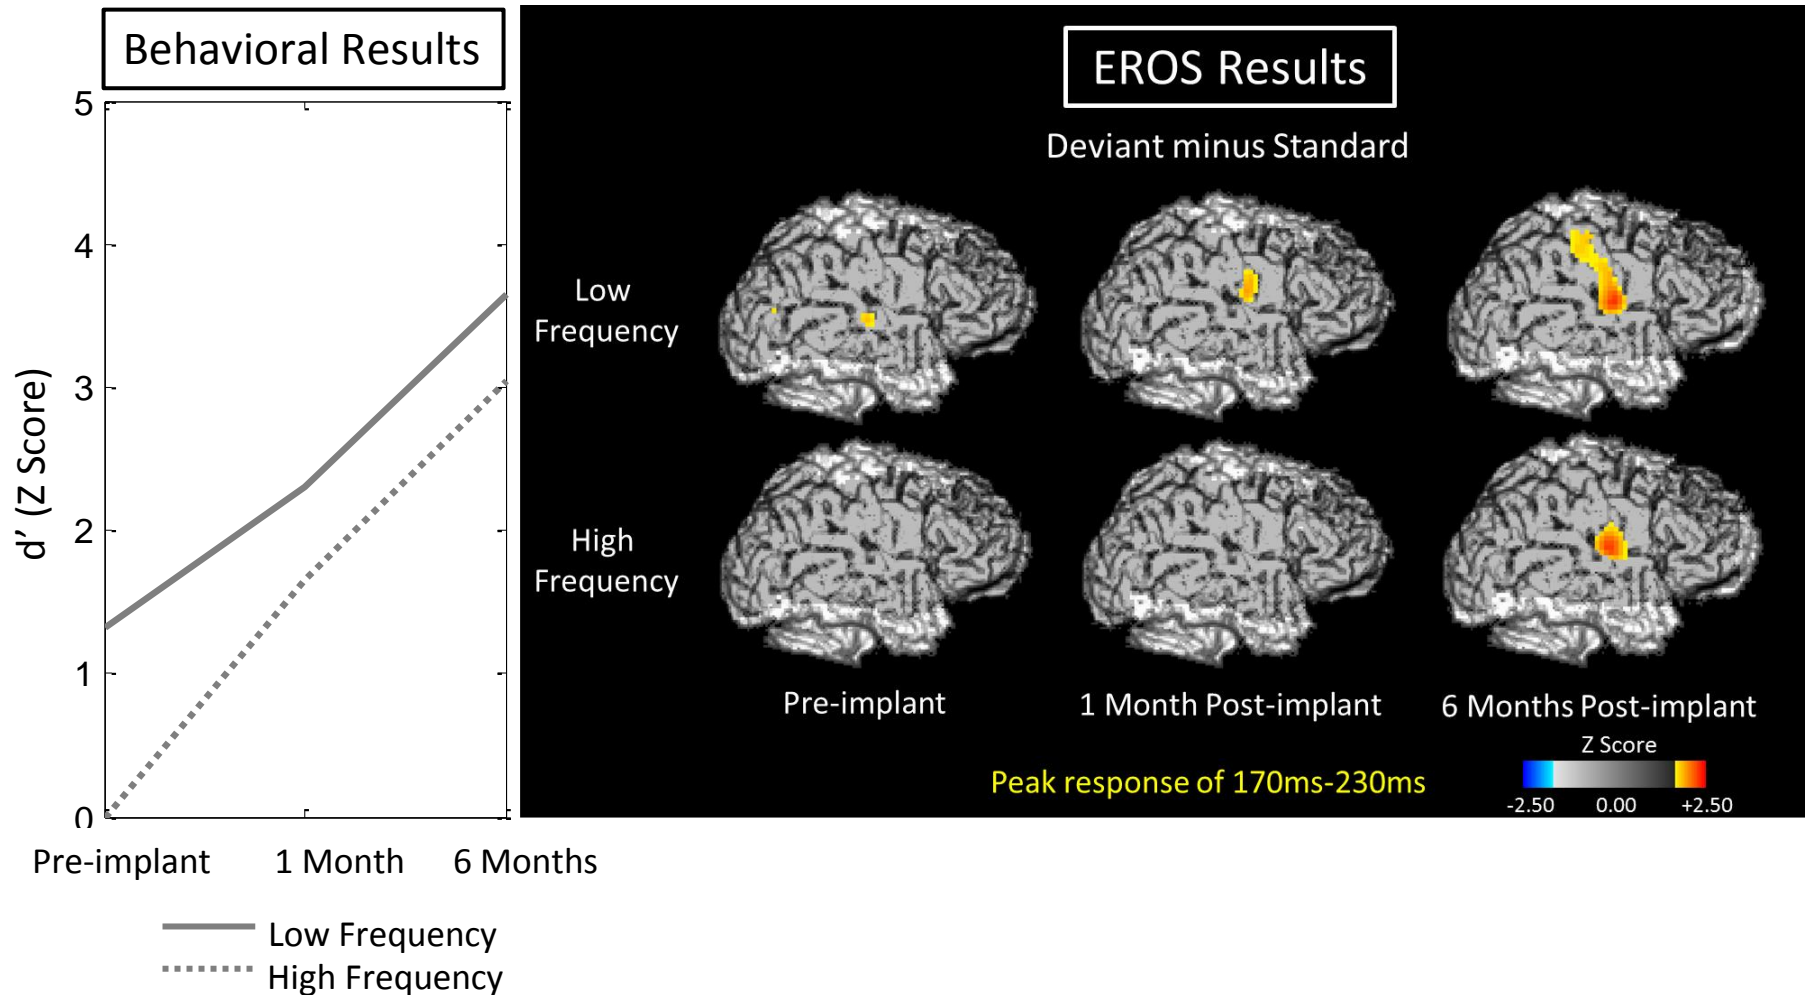 Behavioral Results
5
4
3
2
1
0
d’ (Z Score)
Pre-implant
1 Month
6 Months
Low Frequency
High Frequency
EROS Results
Deviant minus Standard
Low
Frequency
High
Frequency
Pre-implant
1 Month Post-implant
6 Months Post-implant
Z Score
-2.50
0.00
+2.50
Peak response of 170ms-230ms